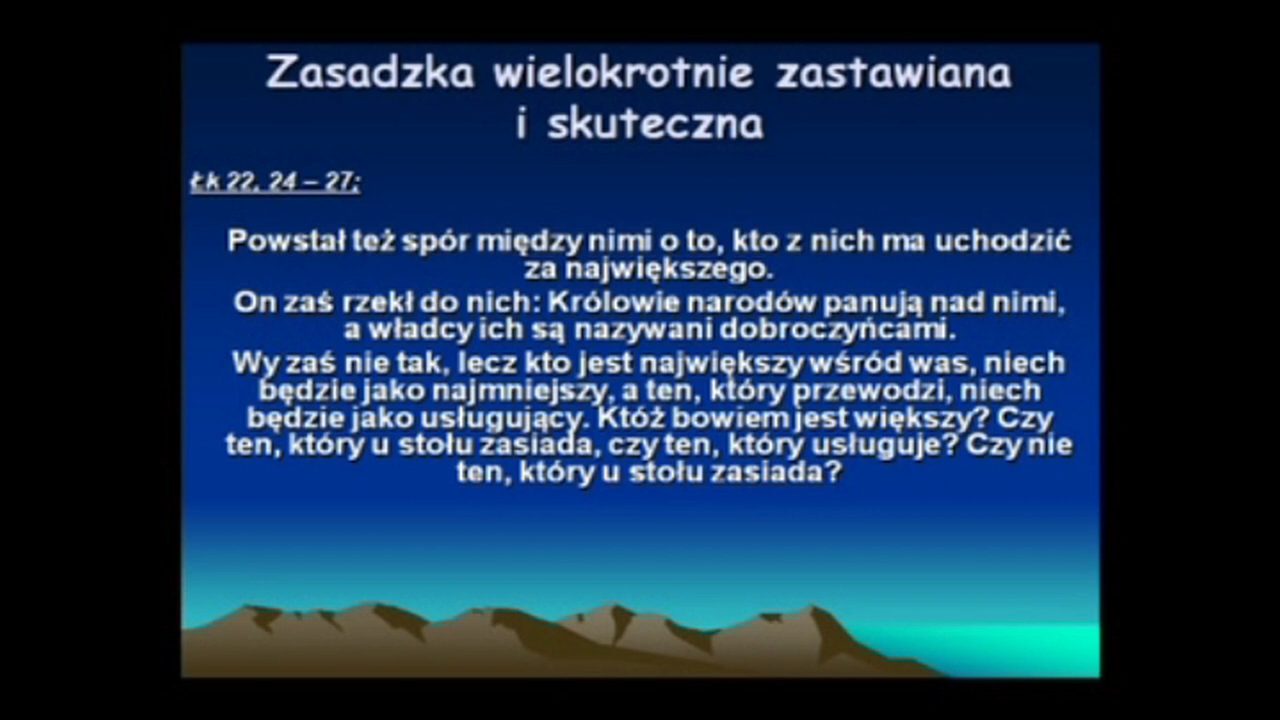 Zasadzka wielokrotnie zastawiana
i skuteczna
Łk 22, 24 – 27;
Powstał też spór między nimi o to, kto z nich ma uchodzić
za największego.
On zaś rzekł do nich: Królowie narodów panują nad nimi,
a władcy ich są nazywani dobroczyńcami.
Wy zaś nie tak, lecz kto jest największy wśród was, niech
będzie jako najmniejszy, a ten, który przewodzi, niech
będzie jako usługujący. Któż bowiem jest większy? Czy
ten, który u stołu zasiada, czy ten, który usługuje? Czy nie
ten, który u stołu zasiada?